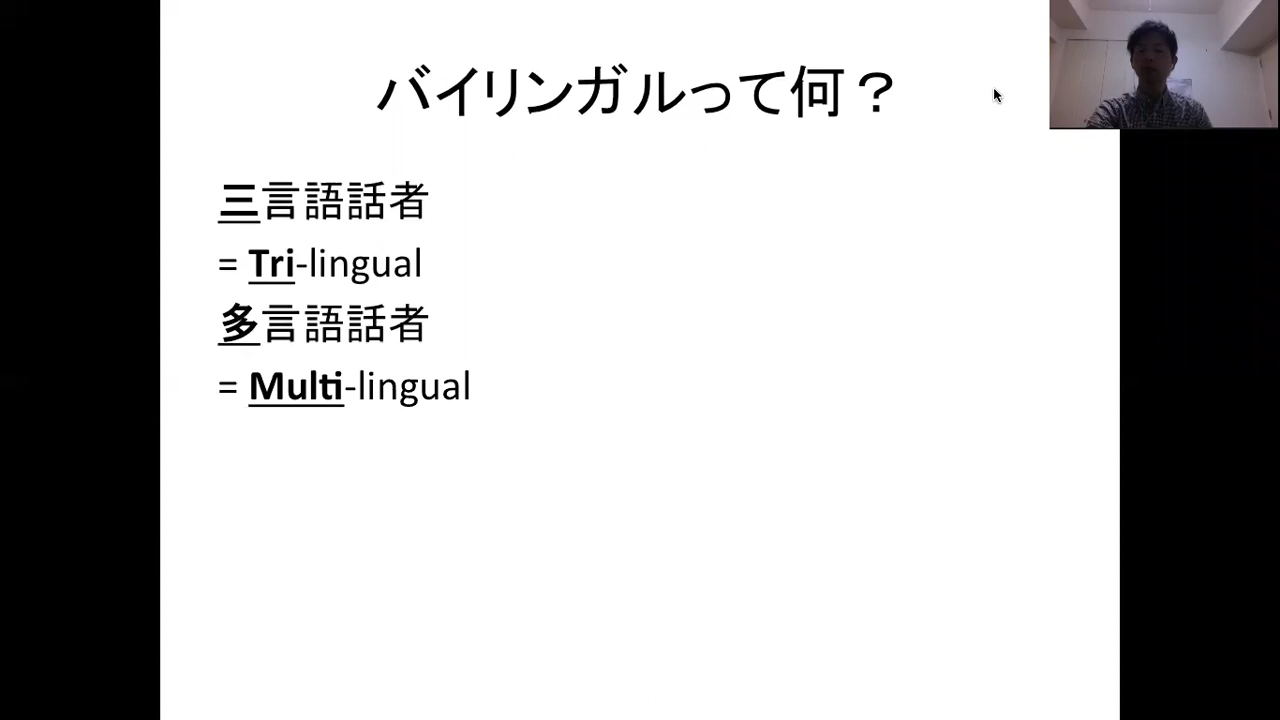 バイリンガルって何？
三言語話者
= Tri-lingual
多言語話者
= Multi-lingual